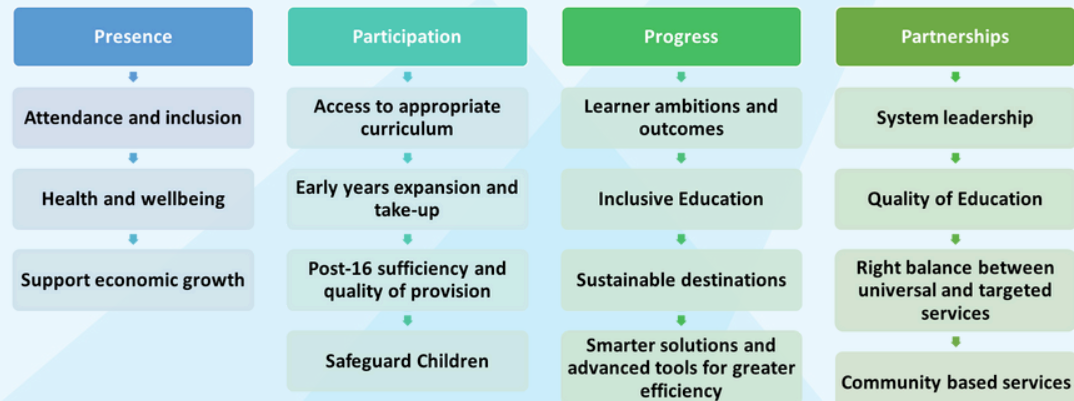 Presence
Attendance and inclusion
Health and wellbeing
Support economic growth
Participation
Access to appropriate
curriculum
Early years expansion and
take-up
Post-16 sufficiency and
quality of provision
Safeguard Children
Progress
Learner ambitions and
outcomes
Inclusive Education
Sustainable destinations
Smarter solutions and
advanced tools for greater
efficiency
Partnerships
System leadership
Quality of Education
Right balance between
universal and targeted
services
Community based services